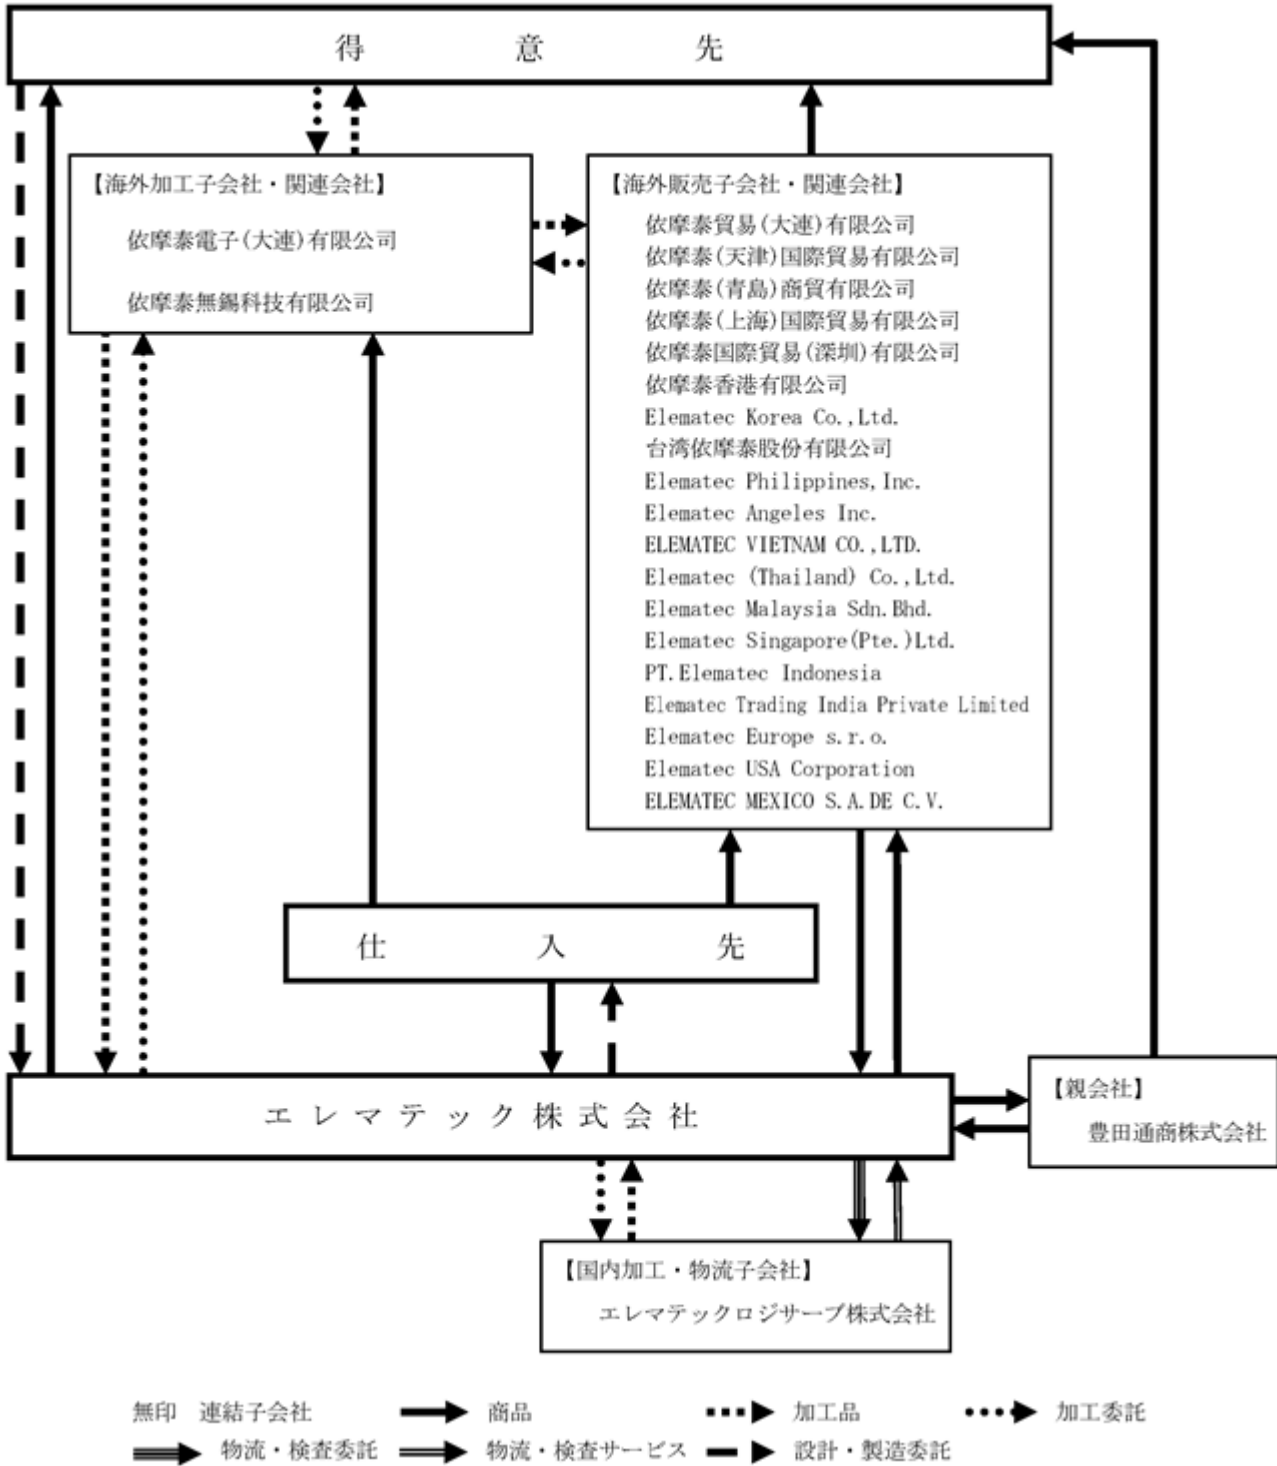 得意先
【海外加工子会社・関連会社】
依摩泰電子(大連)有限公司
依摩泰無錫科技有限公司
【海外販売子会社・関連会社】
依摩泰貿易(大連)有限公司
依摩泰(天津)国際貿易有限公司
依摩泰(青島)商貿有限公司
依摩泰(上海)国際貿易有限公司
依摩泰国際貿易(深圳)有限公司
依摩泰香港有限公司
Elematec Korea Co.,Ltd.
台湾依摩泰股份有限公司
Elematec Philippines,Inc.
Elematec Angeles Inc.
ELEMATEC VIETNAM CO.,LTD.
Elematec (Thailand) Co.,Ltd.
Elematec Malaysia Sdn.Bhd.
Elematec Singapore(Pte.)Ltd.
PT.Elematec Indonesia
Elematec Trading India Private Limited
Elematec Europe s.r.o.
Elematec USA Corporation
ELEMATEC MEXICO S.A.DE C.V.
仕入先
エレマテック株式会社
【親会社】
豊田通商株式会社
【国内加工・物流子会社】
エレマテックロジサーブ株式会社
無印 連結子会社 商品 加工品 加工委託
物流・検査委託 物流・検査サービス 設計・製造委託